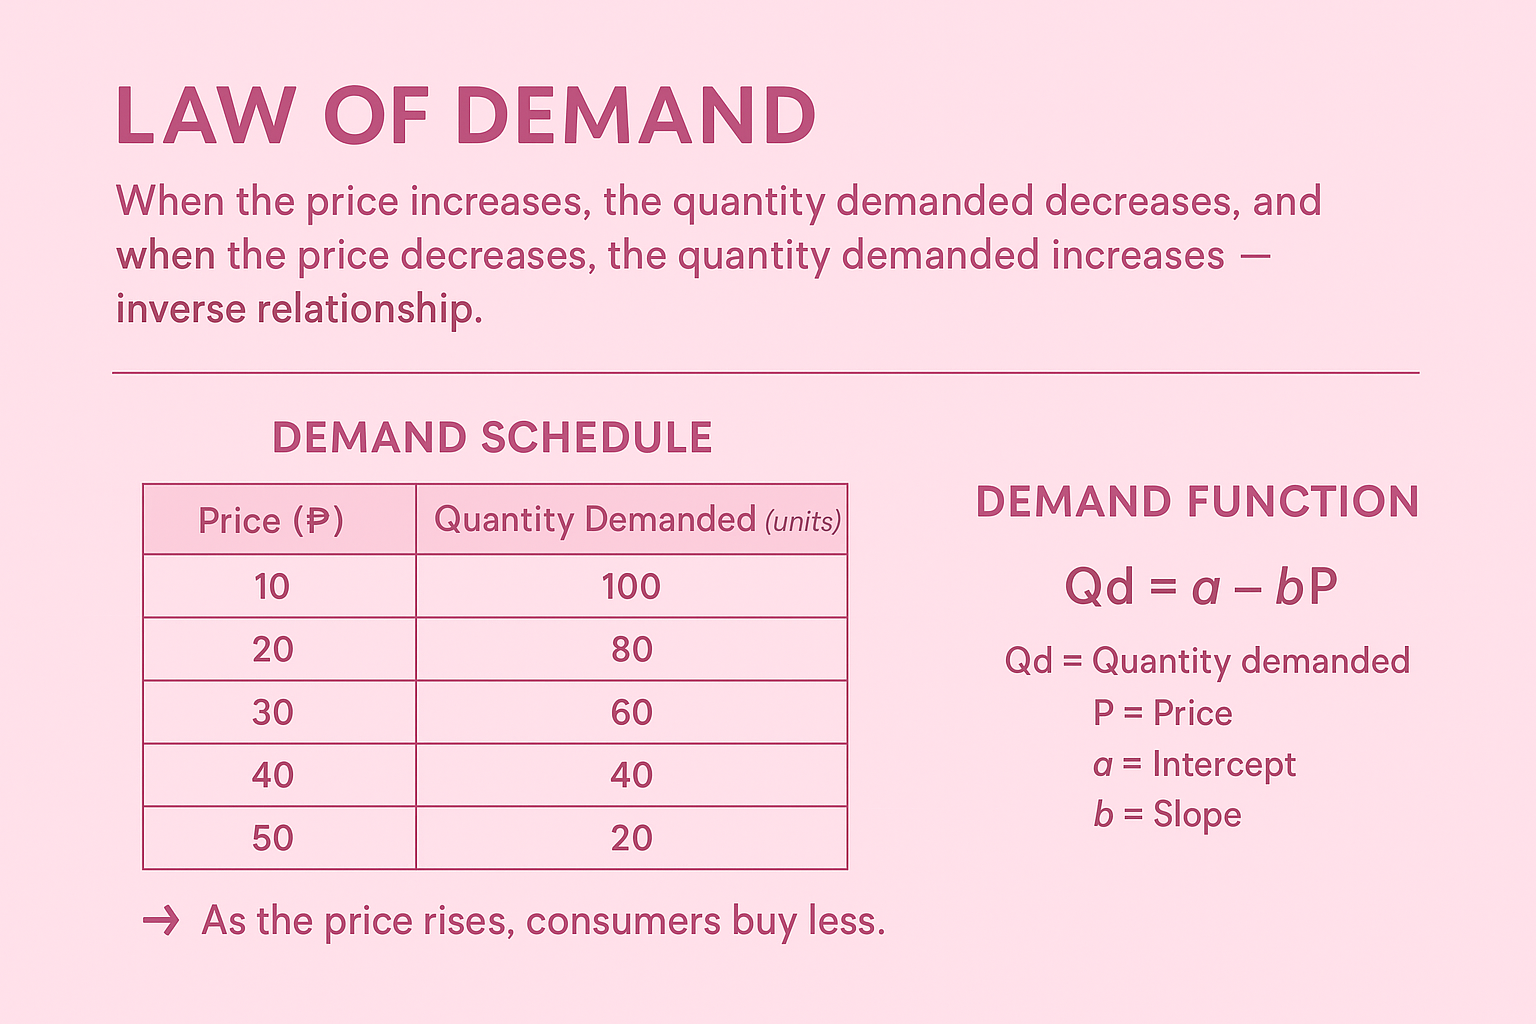 LAW OF DEMAND
When the price increases, the quantity demanded decreases, and
when the price decreases, the quantity demanded increases —
inverse relationship.
DEMAND SCHEDULE
Price (₱) Quantity Demanded (units)
10 100
20 80
30 60
40 40
50 20
→ As the price rises, consumers buy less.
DEMAND FUNCTION
Qd = a – bP
Qd = Quantity demanded
P = Price
a = Intercept
b = Slope